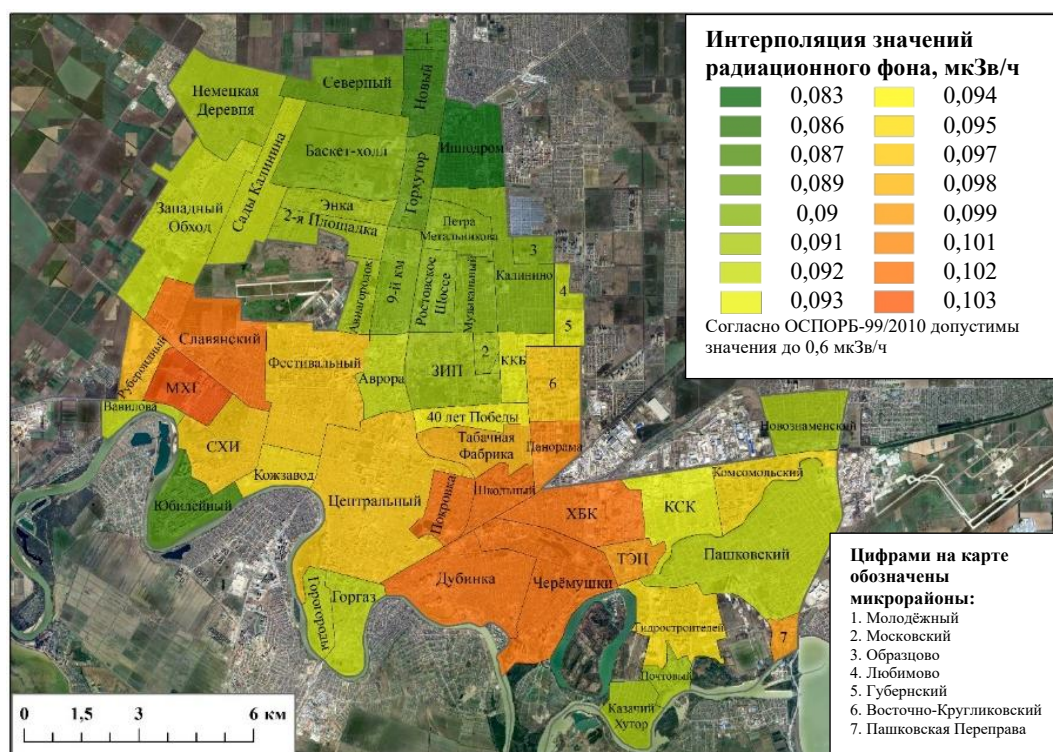 Интерполяция значений
радиационного фона, мкЗв/ч
0,083 0,094
0,086 0,095
0,087 0,097
0,089 0,098
0,09 0,099
0,091 0,101
0,092 0,102
0,093 0,103
Согласно ОСПОРБ-99/2010 допустимы
значения до 0,6 мкЗв/ч
1
Северный
Новый
Немецкая
Деревня
Баскет-холл
Ипподром
Сады Калинина
Горхутор
Западный
Обход
Энка
2-я Площадка
Петра
Метальникова
3
Калинино
4
5
Авиагородок
9-й км
Ростовское
Шоссе
Музыкальный
2
Славянский
Рубероидный
Фестивальный
МХГ
Аврора
ЗИП
ККБ
6
Вавилова
40 лет Победы
СХИ
Табачная
Фабрика
Панорама
Новознаменский
Кожзавод
Комсомольский
Юбилейный
Центральный
Покровка
Школьный
ХБК
КСК
ТЭЦ
Пашковский
Дубинка
Черёмушки
Горогороды
Горгаз
Гидростроителей
7
Почтовый
Казачий
Хутор
Цифрами на карте
обозначены
микрорайоны:
1. Молодёжный
2. Московский
3. Образцово
4. Любимово
5. Губернский
6. Восточно-Кругликовский
7. Пашковская Переправа
0 1,5 3 6 км